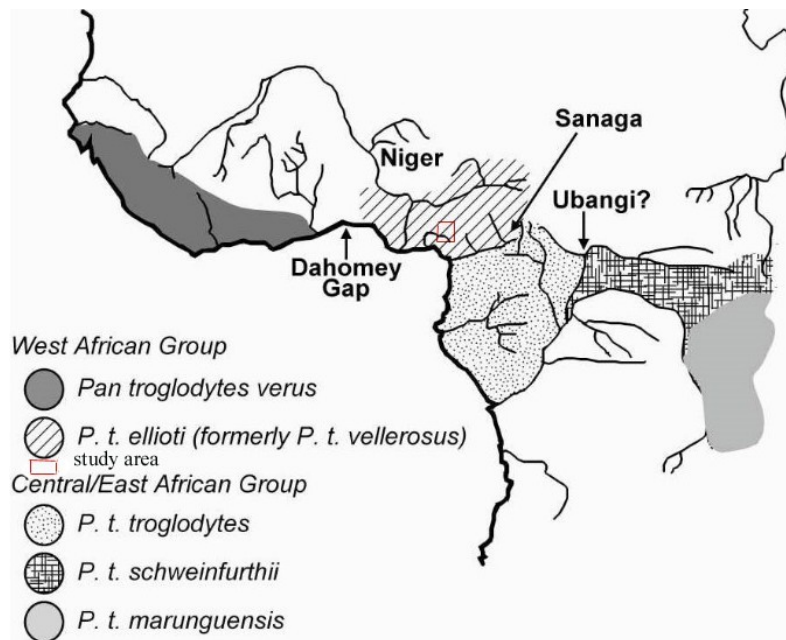 Sanaga
Niger
Ubangi?
Dahomey
Gap
West African Group
Pan troglodytes verus
P. t. ellioti (formerly P. t. vellerosus)
study area
Central/East African Group
P. t. troglodytes
P. t. schweinfurthii
P. t. marunguensis